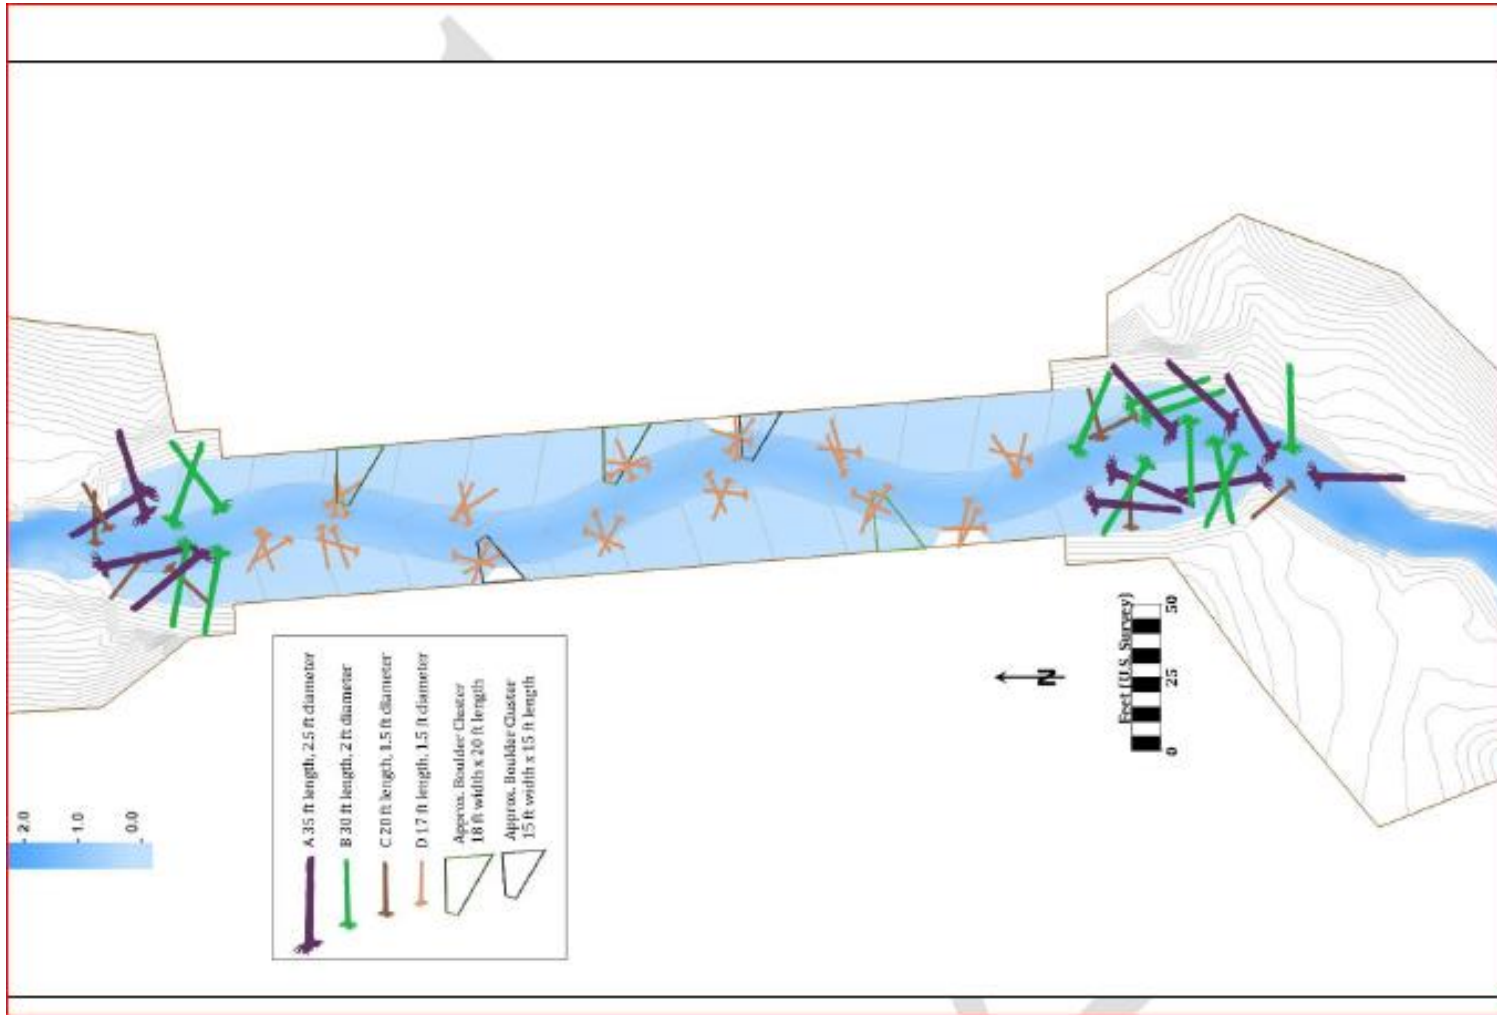 A 35 ft length, 2.5 ft diameter
B 30 ft length, 2 ft diameter
C 20 ft length, 1.5 ft diameter
D 17 ft length, 1.5 ft diameter
Approx. Boulder Cluster
18 ft width x 20 ft length
Approx. Boulder Cluster
15 ft width x 15 ft length
2.0
1.0
0.0
N
Feet (U.S. Survey)
0
25
50